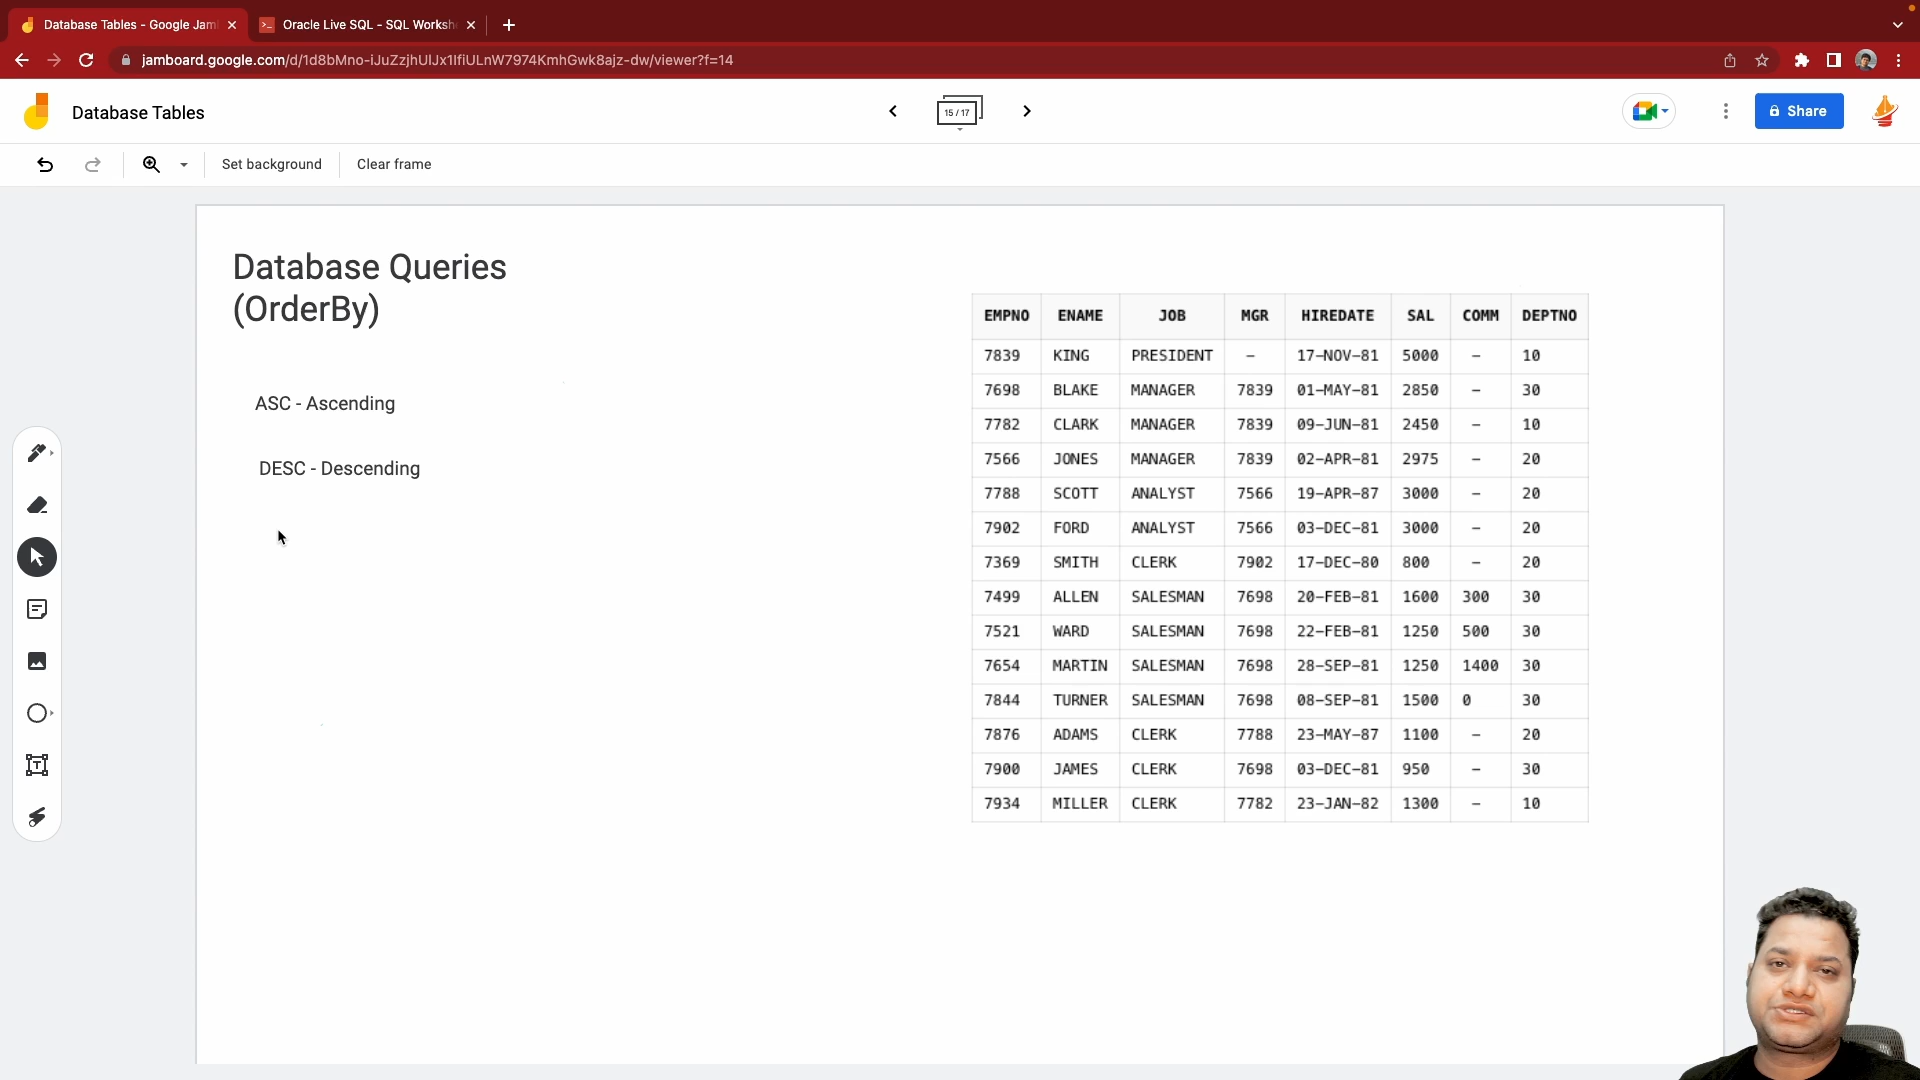 Database Tables - Google Jam
Oracle Live SQL - SQL Worksh
jamboard.google.com/d/1d8bMno-iJuZzjhUIJx1IfiULnW7974KmhGwk8ajz-dw/viewer?f=14
Database Tables
15 / 17
Share
Set background
Clear frame
Database Queries
(OrderBy)
ASC - Ascending
DESC - Descending
EMPNO ENAME JOB MGR HIREDATE SAL COMM DEPTNO
7839 KING PRESIDENT - 17-NOV-81 5000 - 10
7698 BLAKE MANAGER 7839 01-MAY-81 2850 - 30
7782 CLARK MANAGER 7839 09-JUN-81 2450 - 10
7566 JONES MANAGER 7839 02-APR-81 2975 - 20
7788 SCOTT ANALYST 7566 19-APR-87 3000 - 20
7902 FORD ANALYST 7566 03-DEC-81 3000 - 20
7369 SMITH CLERK 7902 17-DEC-80 800 - 20
7499 ALLEN SALESMAN 7698 20-FEB-81 1600 300 30
7521 WARD SALESMAN 7698 22-FEB-81 1250 500 30
7654 MARTIN SALESMAN 7698 28-SEP-81 1250 1400 30
7844 TURNER SALESMAN 7698 08-SEP-81 1500 0 30
7876 ADAMS CLERK 7788 23-MAY-87 1100 - 20
7900 JAMES CLERK 7698 03-DEC-81 950 - 30
7934 MILLER CLERK 7782 23-JAN-82 1300 - 10